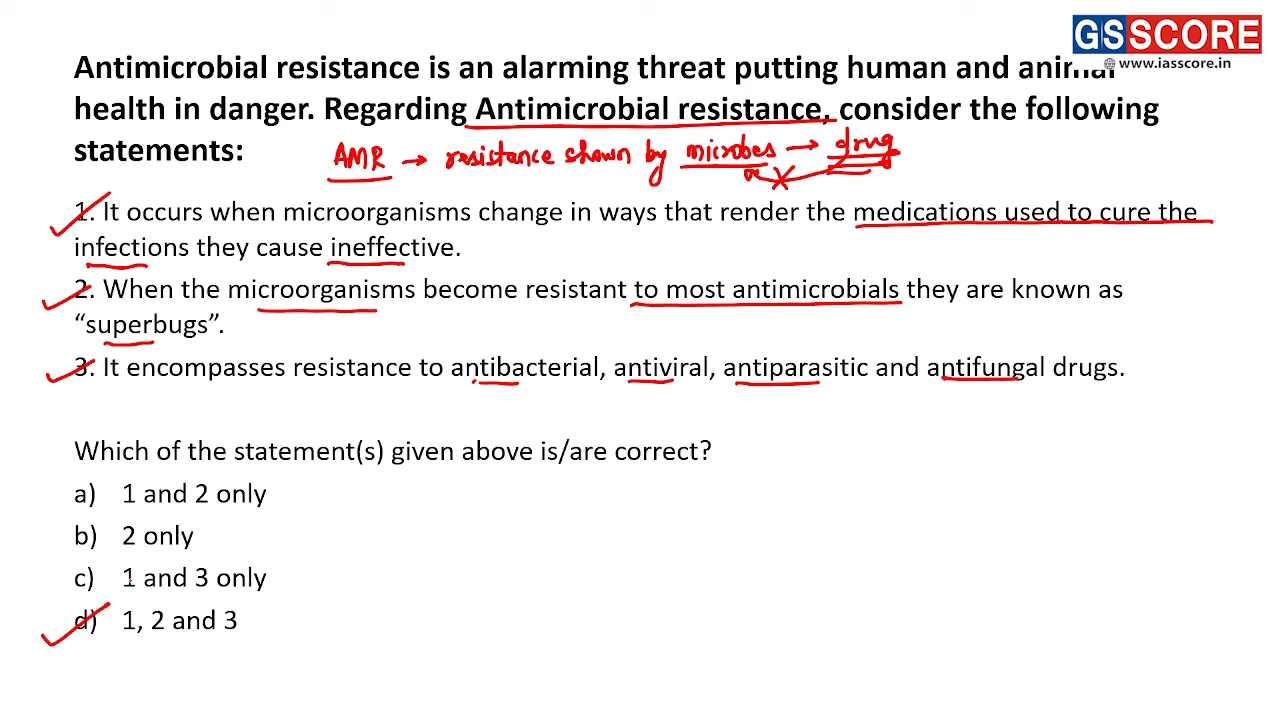 GSSCORE
www.iasscore.in
Antimicrobial resistance is an alarming threat putting human and animal
health in danger. Regarding Antimicrobial resistance, consider the following
statements:
AMR → resistance shown by microbes → drug
1. It occurs when microorganisms change in ways that render the medications used to cure the
infections they cause ineffective.
2. When the microorganisms become resistant to most antimicrobials they are known as
“superbugs”.
3. It encompasses resistance to antibacterial, antiviral, antiparasitic and antifungal drugs.
Which of the statement(s) given above is/are correct?
a) 1 and 2 only
b) 2 only
c) 1 and 3 only
d) 1, 2 and 3